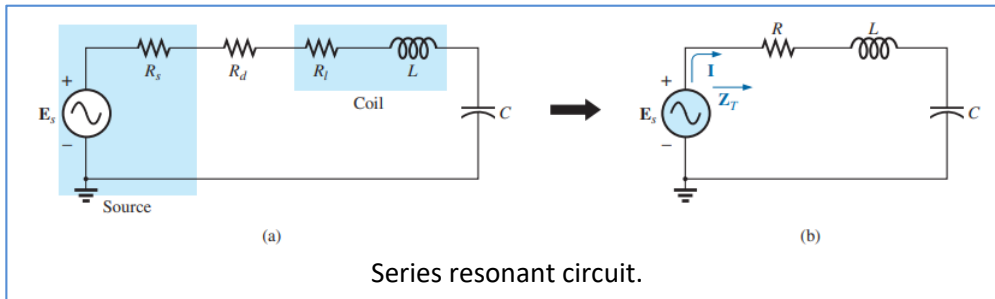 R_s
R_d
R_l
L
Coil
+
E_s
−
C
Source
(a)
R
L
I
Z_T
+
E_s
−
C
(b)
Series resonant circuit.